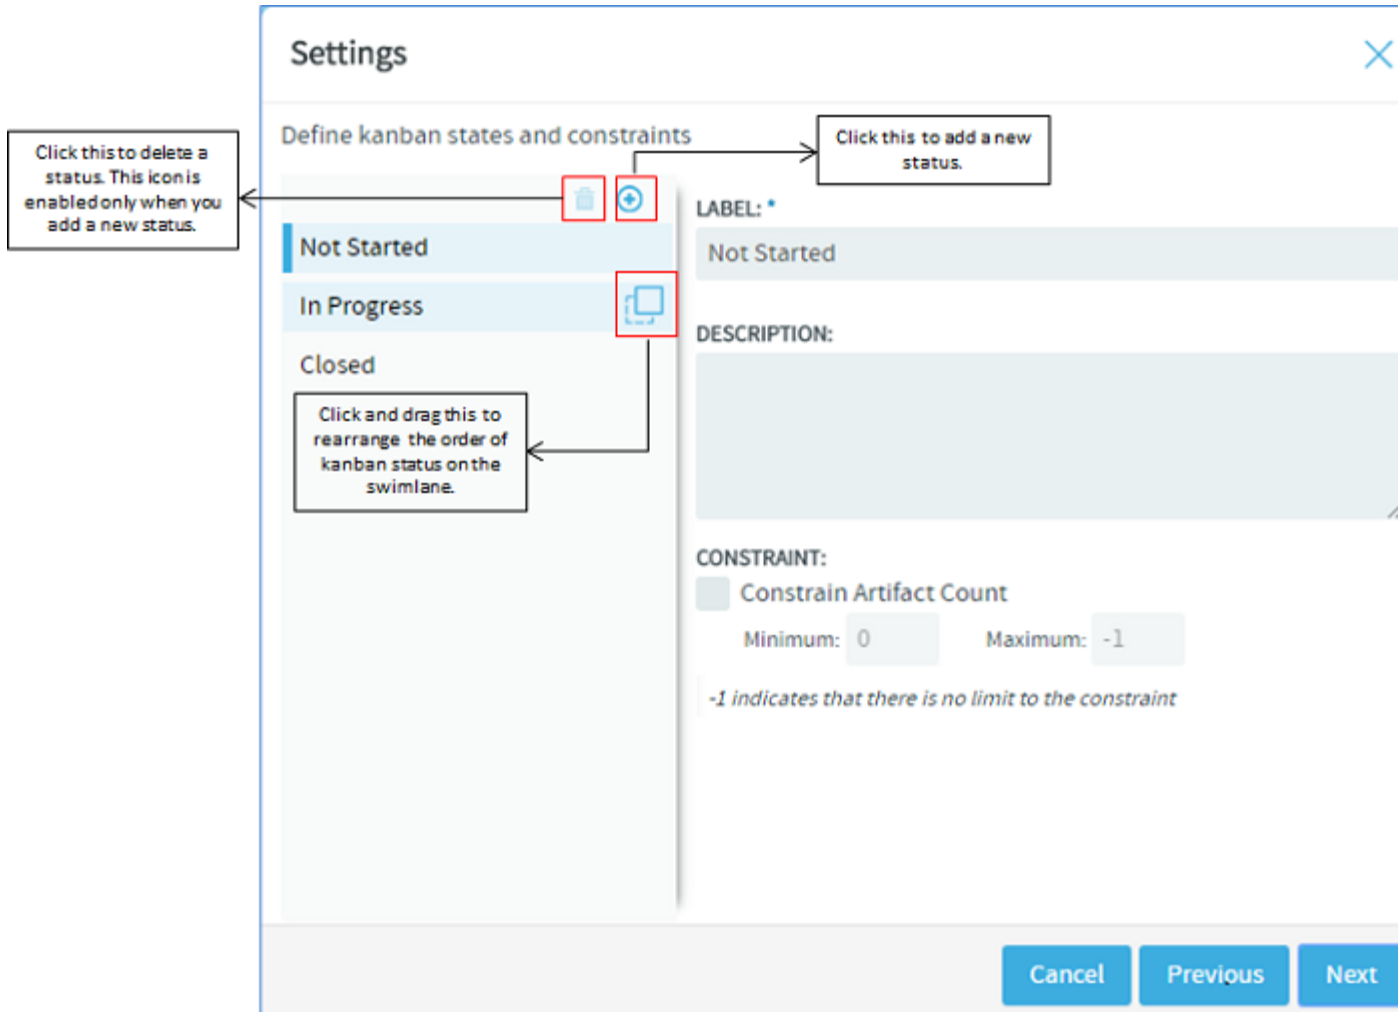 Settings
Define kanban states and constraints
Click this to delete a
status. This icon is
enabled only when you
add a new status.
Click this to add a new
status.
Not Started
In Progress
Closed
Click and drag this to
rearrange the order of
kanban status on the
swimlane.
LABEL: *
Not Started
DESCRIPTION:
CONSTRAINT:
Constrain Artifact Count
Minimum: 0 Maximum: -1
-1 indicates that there is no limit to the constraint
Cancel Previous Next